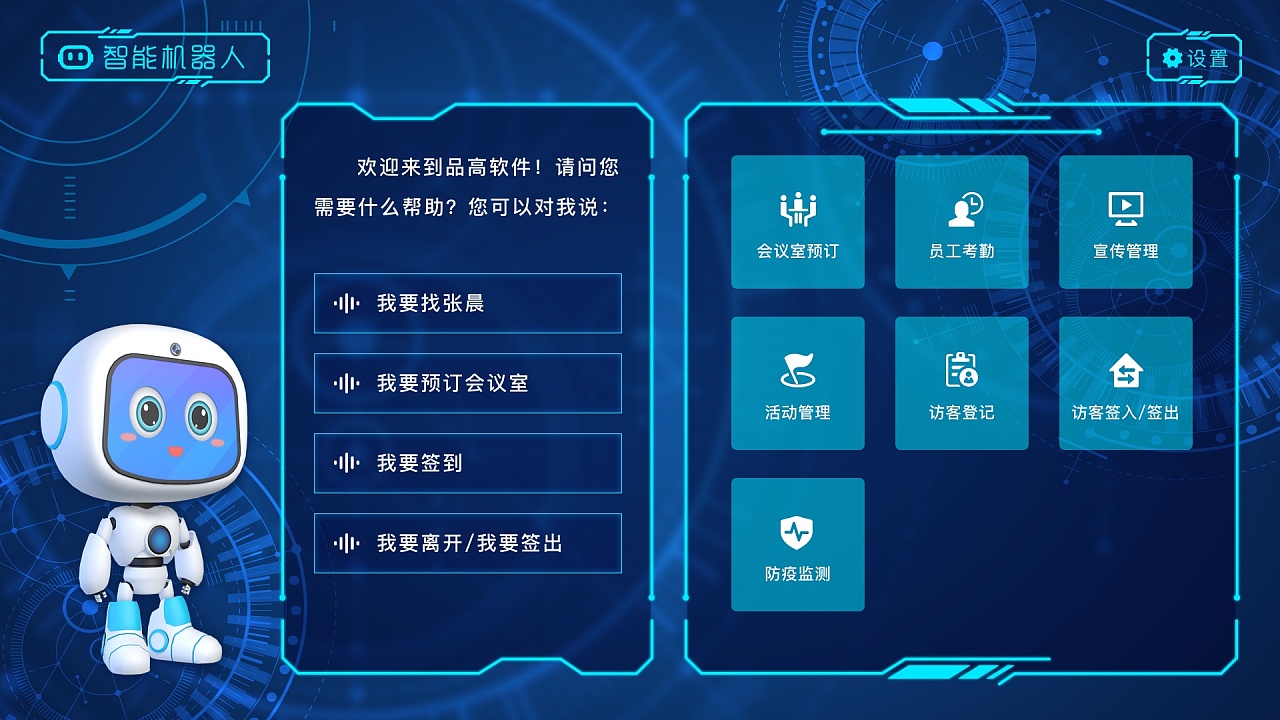 智能机器人
设置
欢迎来到品高软件！请问您
需要什么帮助？您可以对我说：
我要找张晨
我要预订会议室
我要签到
我要离开/我要签出
会议室预订
员工考勤
宣传管理
活动管理
访客登记
访客签入/签出
防疫监测